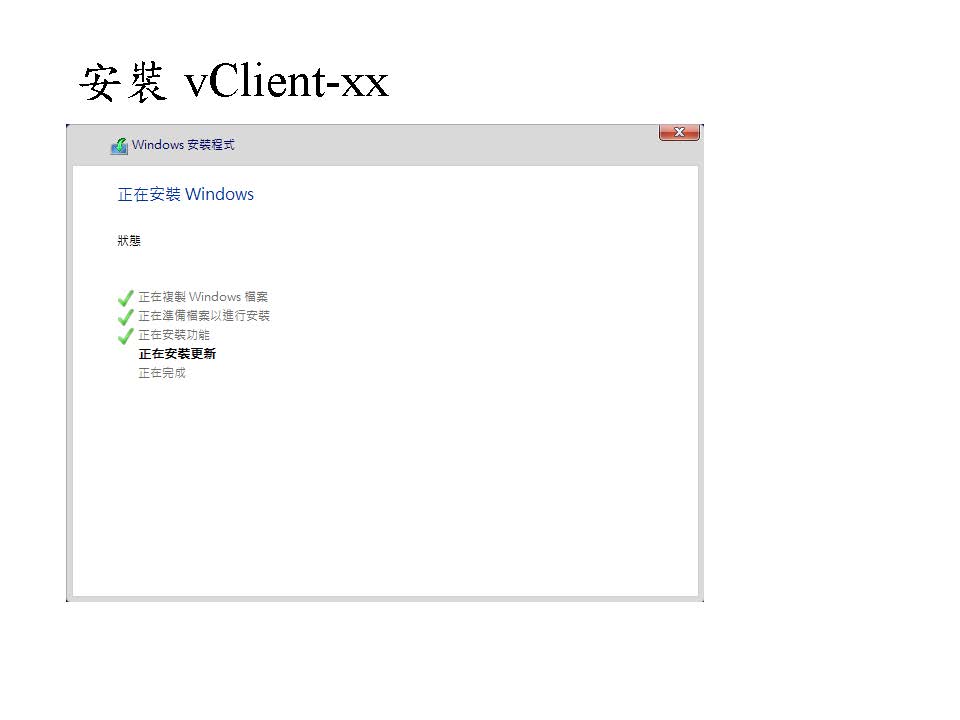 安裝 vClient-xx
Windows 安裝程式
正在安裝 Windows
狀態
正在複製 Windows 檔案
正在準備檔案以進行安裝
正在安裝功能
正在安裝更新
正在完成